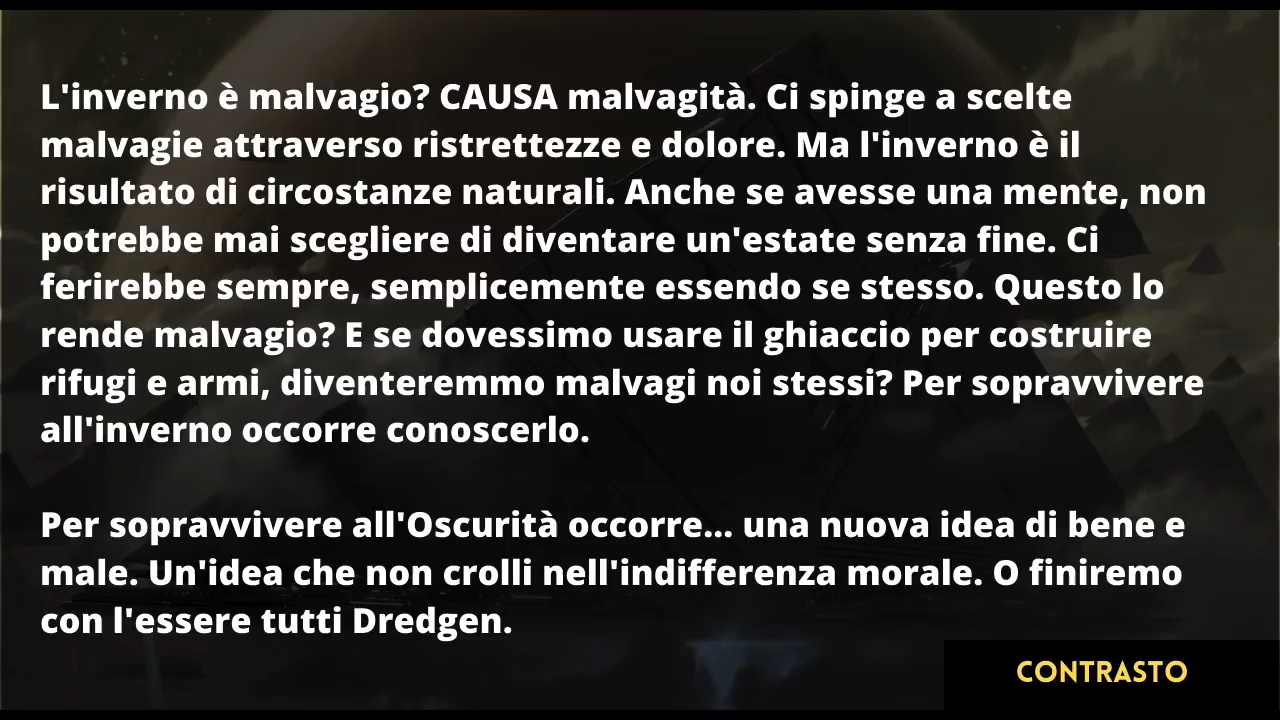 L'inverno è malvagio? CAUSA malvagità. Ci spinge a scelte
malvagie attraverso ristrettezze e dolore. Ma l'inverno è il
risultato di circostanze naturali. Anche se avesse una mente, non
potrebbe mai scegliere di diventare un'estate senza fine. Ci
ferirebbe sempre, semplicemente essendo se stesso. Questo lo
rende malvagio? E se dovessimo usare il ghiaccio per costruire
rifugi e armi, diventeremmo malvagi noi stessi? Per sopravvivere
all'inverno occorre conoscerlo.
Per sopravvivere all'Oscurità occorre... una nuova idea di bene e
male. Un'idea che non crolli nell'indifferenza morale. O finiremo
con l'essere tutti Dredgen.
CONTRASTO